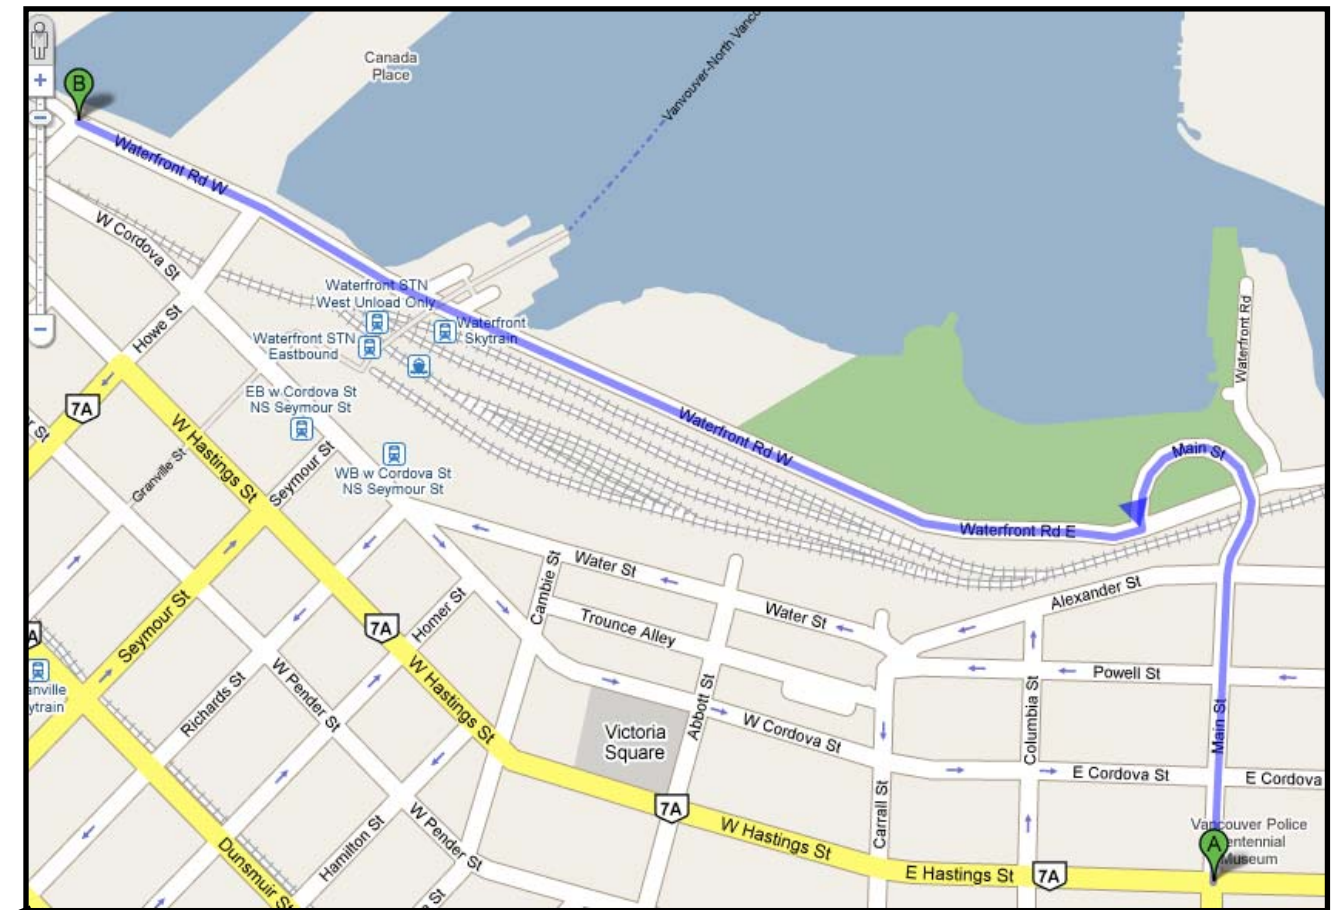 Canada
Place
Vanvouver-North Vanco
B
Waterfront Rd W
W Cordova St
Howe St
Waterfront STN
West Unload Only
Waterfront
Skytrain
Waterfront STN
Eastbound
EB w Cordova St
NS Seymour St
7A
W Hastings St
Granville St
Seymour St
WB w Cordova St
NS Seymour St
Waterfront Rd W
Waterfront Rd
Main St
Waterfront Rd E
Water St
Cambie St
Alexander St
Trounce Alley
Water St
Homer St
7A
Seymour St
W Hastings St
W Pender St
Richards St
Powell St
Abbott St
Columbia St
Main St
Victoria
Square
W Cordova St
E Cordova St
E Cordova
anville
ytrain
7A
W Hastings St
Carrall St
Vancouver Police
entennial
Museum
A
Hamilton St
W Pender St
Dunsmuir St
E Hastings St
7A
St